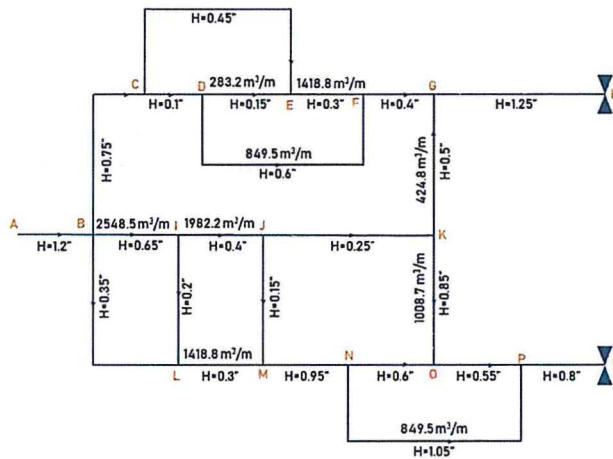 H=0.45"
C
D
283.2 m³/m
1418.8 m³/m
G
H=0.1"
H=0.15"
E
H=0.3"
F
H=0.4"
H=1.25"
H=0.75"
849.5 m³/m
H=0.6"
424.8 m³/m
H=0.5"
A
B
2548.5 m³/m
I
1982.2 m³/m
J
K
H=1.2"
H=0.65"
H=0.4"
H=0.25"
H=0.35"
H=0.2"
H=0.15"
1008.7 m³/m
H=0.85"
1418.8 m³/m
N
P
L
H=0.3"
M
H=0.95"
H=0.6"
O
H=0.55"
H=0.8"
849.5 m³/m
H=1.05"